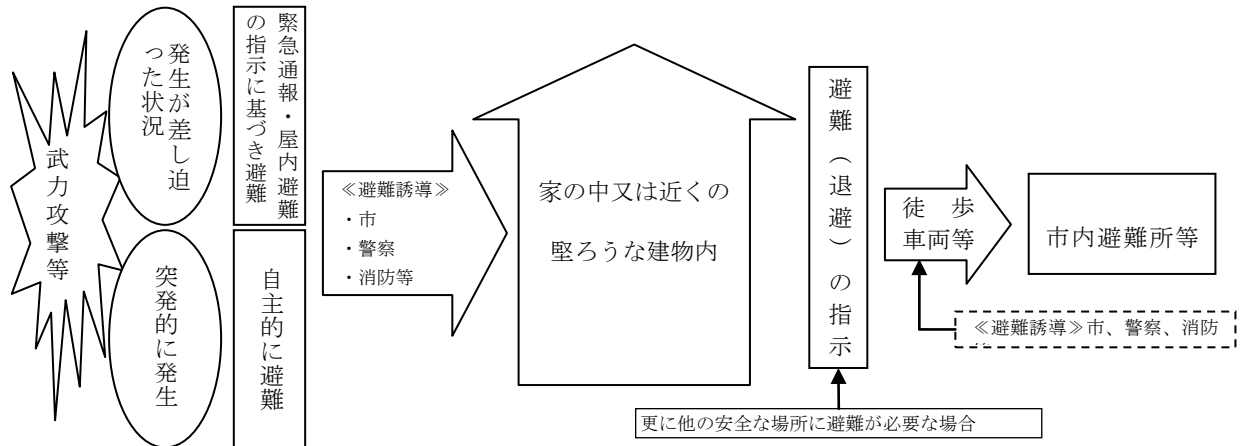 武力攻撃等
発生が差し迫
った状況
突発的に発生
緊急通報・屋内避難
の指示に基づき避難
自主的に避難
≪避難誘導≫
・市
・警察
・消防等
家の中又は近くの
堅ろうな建物内
避難（退避）の指示
更に他の安全な場所に避難が必要な場合
徒　歩
車両等
≪避難誘導≫市、警察、消防
市内避難所等